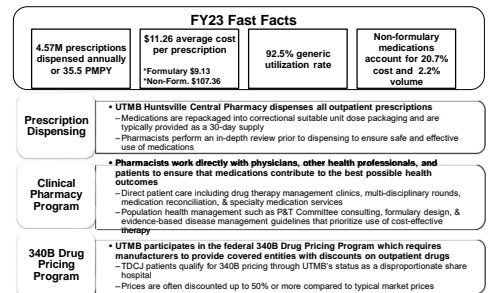 FY23 Fast Facts
4.57M prescriptions
dispensed annually
or 35.5 PMPY
$11.26 average cost
per prescription
*Formulary $9.13
*Non-Form. $107.36
92.5% generic
utilization rate
Non-formulary
medications
account for 20.7%
cost and 2.2%
volume
Prescription
Dispensing
• UTMB Huntsville Central Pharmacy dispenses all outpatient prescriptions
–Medications are repackaged into correctional suitable unit dose packaging and are
typically provided as a 30-day supply
–Pharmacists perform an in-depth review prior to dispensing to ensure safe and effective
use of medications
Clinical
Pharmacy
Program
• Pharmacists work directly with physicians, other health professionals, and
patients to ensure that medications contribute to the best possible health
outcomes
–Direct patient care including drug therapy management clinics, multi-disciplinary rounds,
medication reconciliation, & specialty medication services
–Population health management such as P&T Committee consulting, formulary design, &
evidence-based disease management guidelines that prioritize use of cost-effective
therapy
340B Drug
Pricing
Program
• UTMB participates in the federal 340B Drug Pricing Program which requires
manufacturers to provide covered entities with discounts on outpatient drugs
–TDCJ patients qualify for 340B pricing through UTMB's status as a disproportionate share
hospital
–Prices are often discounted up to 50% or more compared to typical market prices